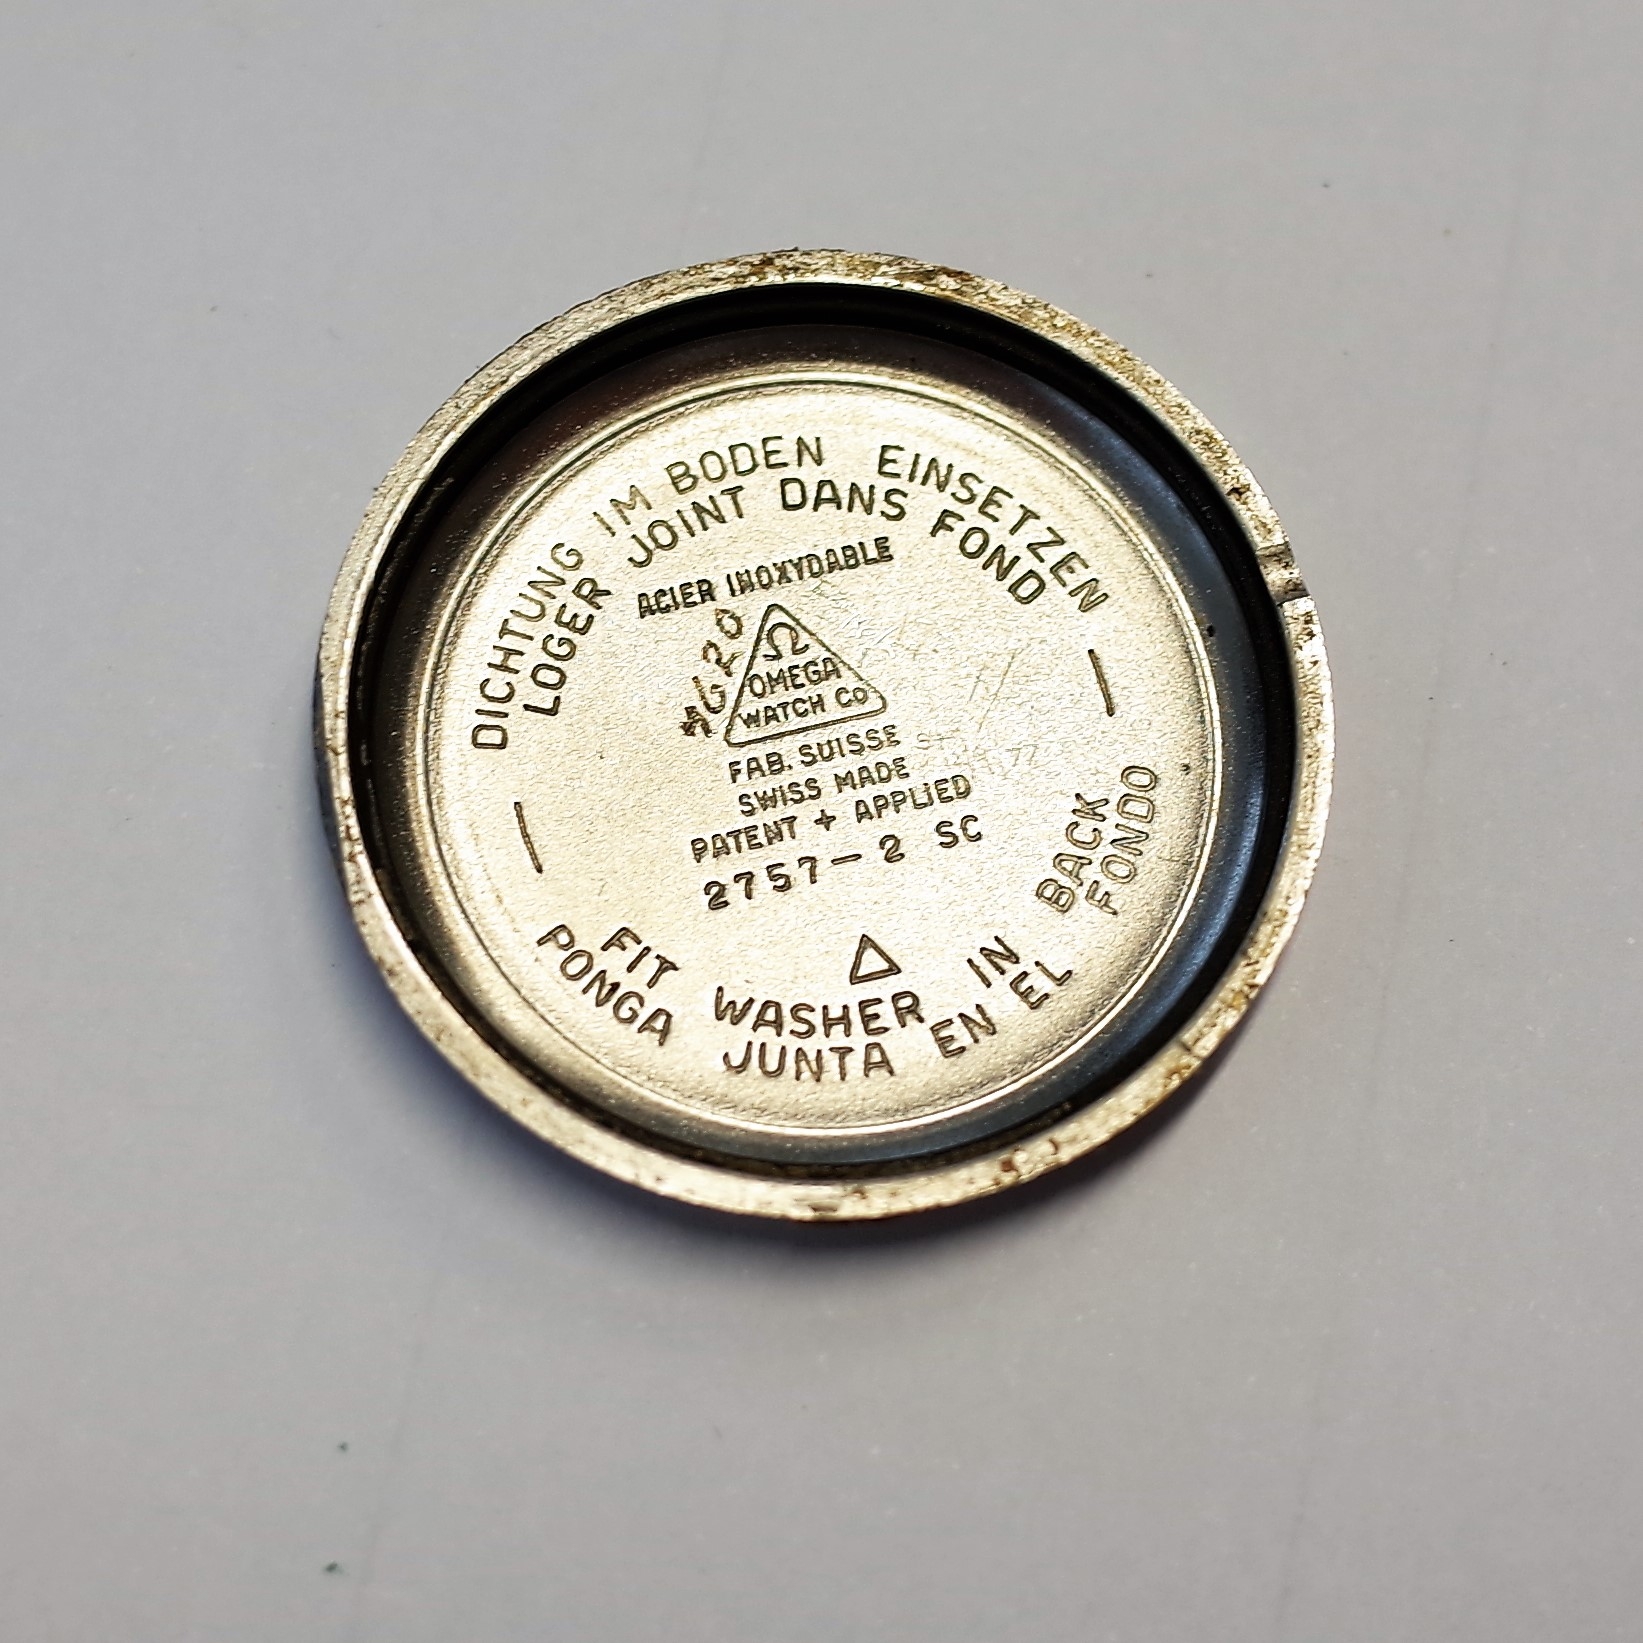 DICHTUNG IM BODEN EINSETZEN
LOGER JOINT DANS FOND
ACIER INOXYDABLE
Ω
OMEGA
WATCH Co
FAB. SUISSE
SWISS MADE
PATENT + APPLIED
2757-2 SC
FIT WASHER IN BACK
PONGA JUNTA EN EL FONDO